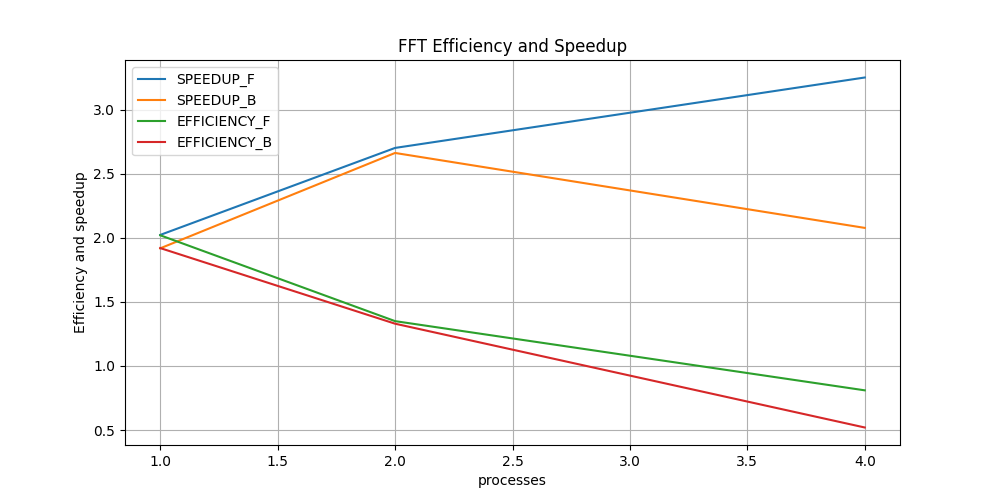 FFT Efficiency and Speedup
SPEEDUP_F
SPEEDUP_B
EFFICIENCY_F
EFFICIENCY_B
Efficiency and speedup
3.0
2.5
2.0
1.5
1.0
0.5
1.0 1.5 2.0 2.5 3.0 3.5 4.0
processes